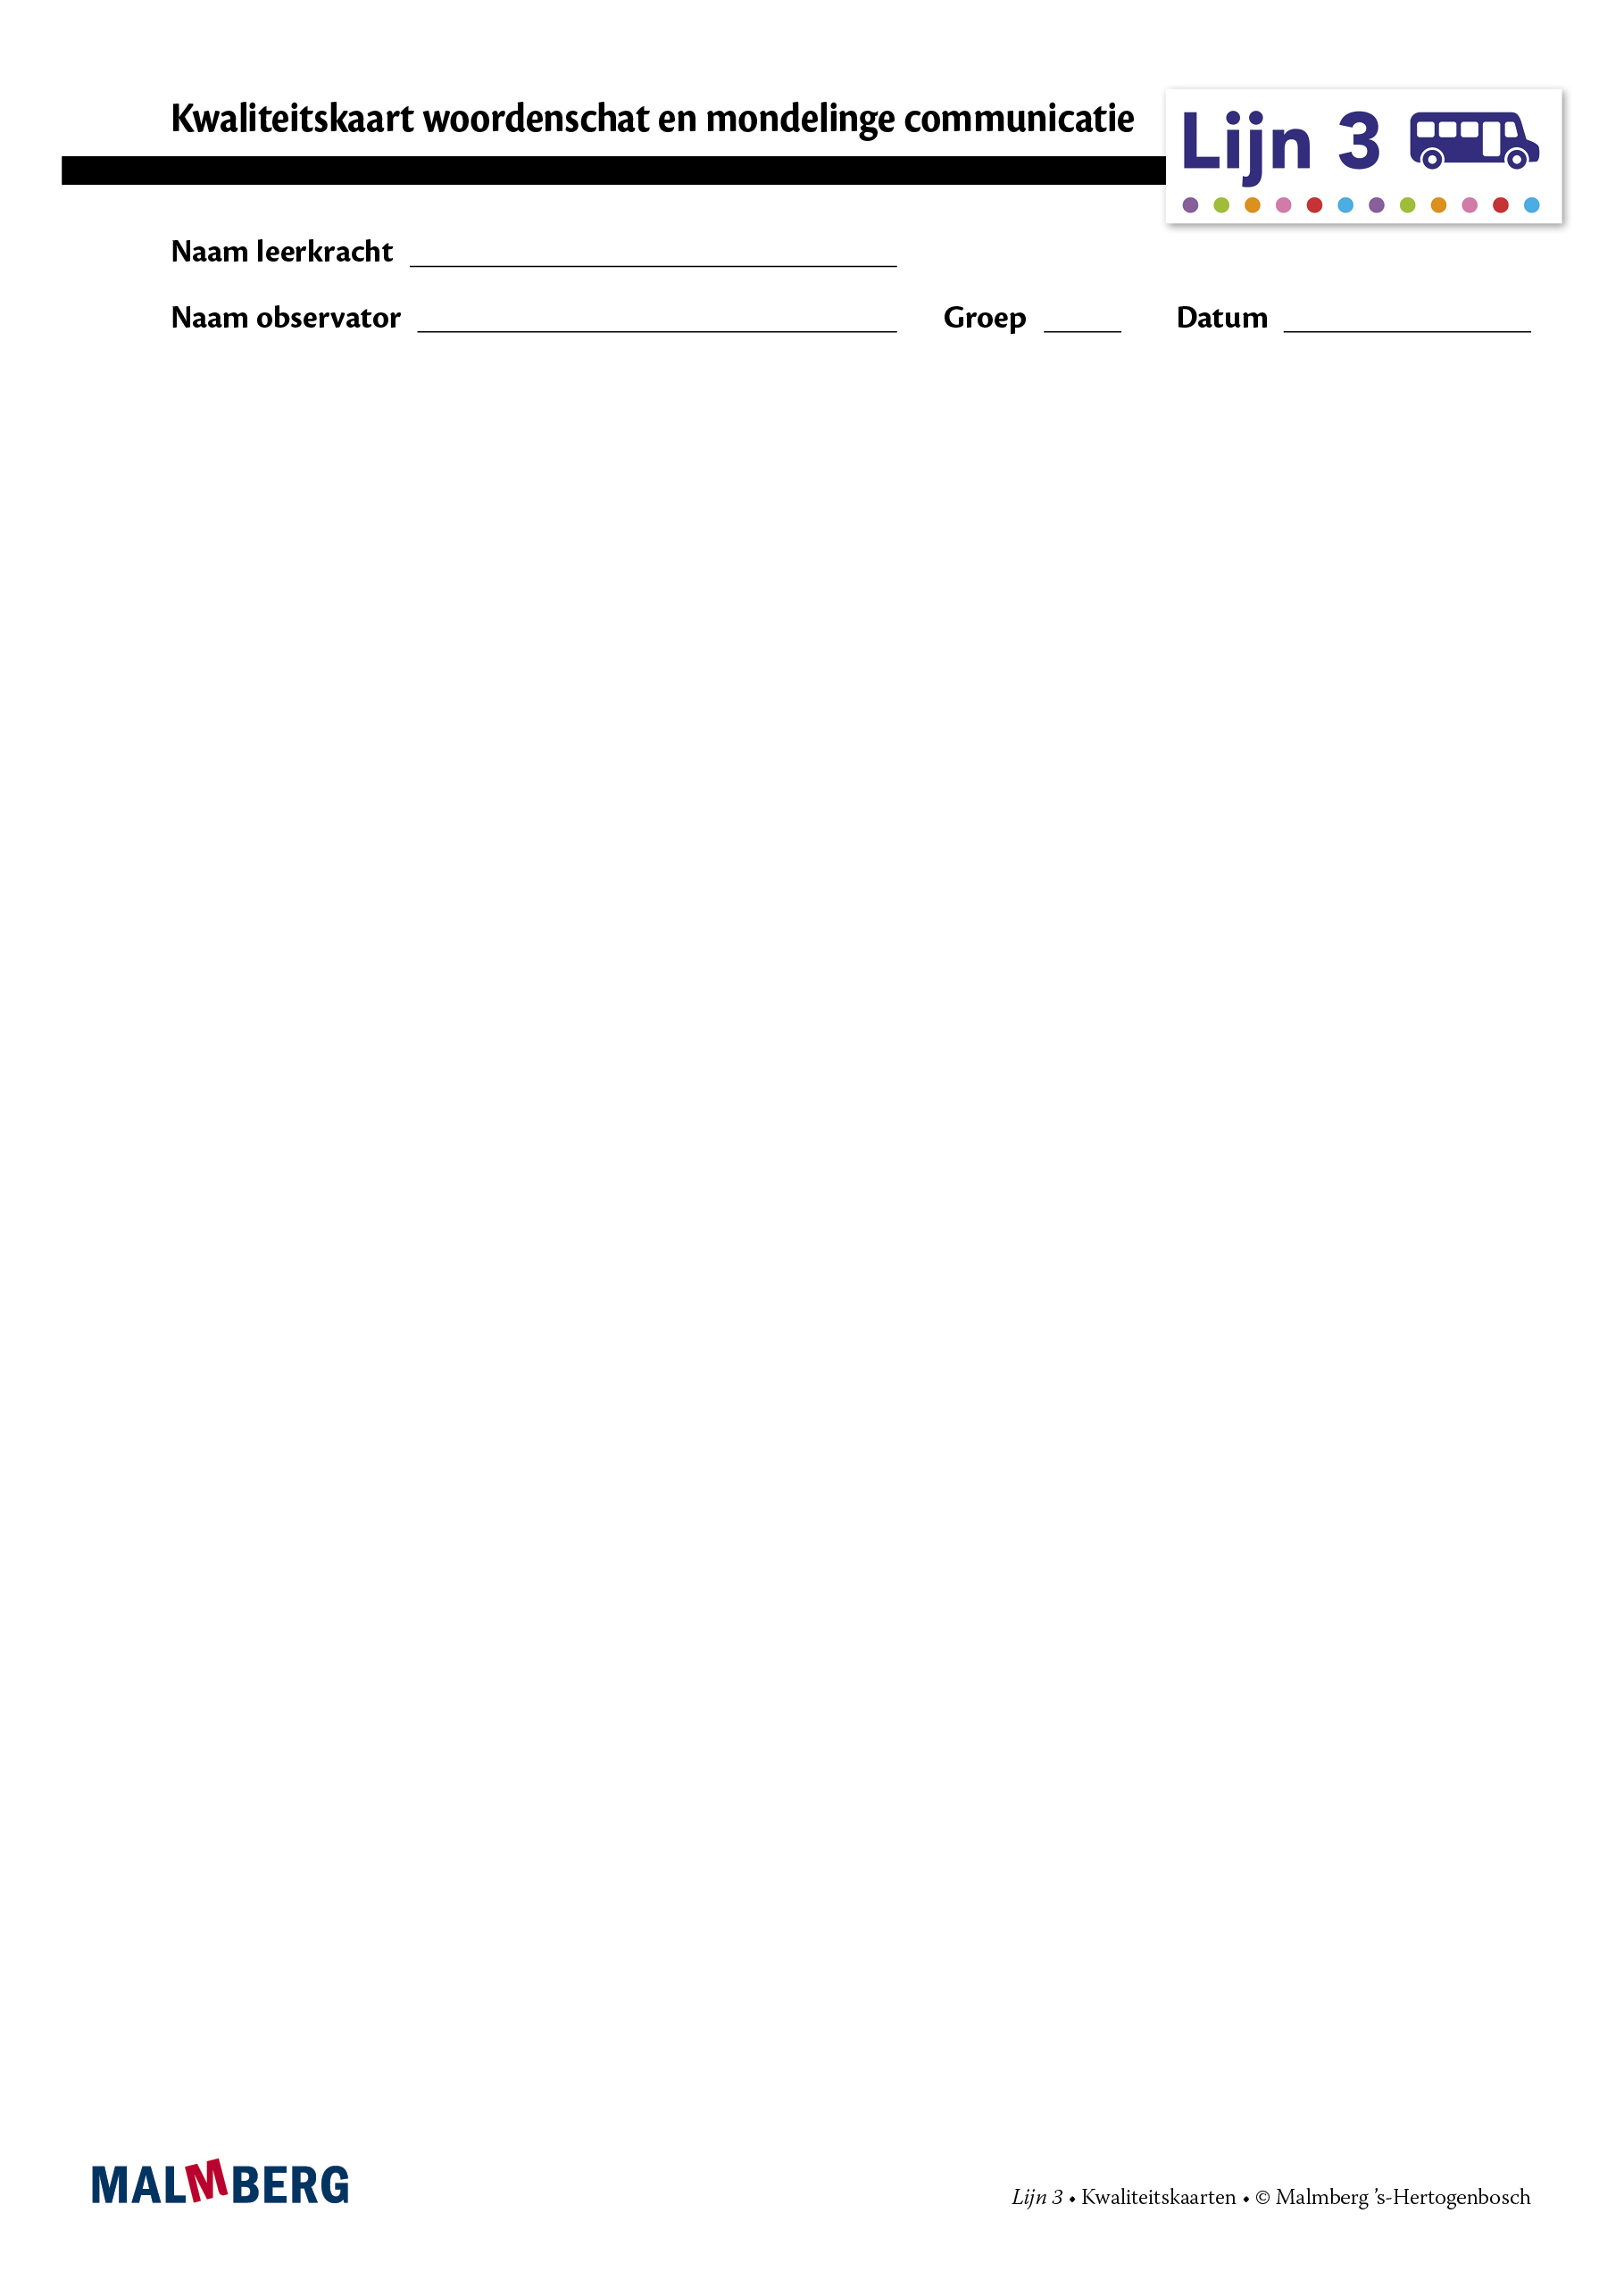 Kwaliteitskaart woordenschat en mondelinge communicatie
Lijn 3
Naam leerkracht
Naam observator Groep Datum
MALMBERG
Lijn 3 • Kwaliteitskaarten • © Malmberg ’s-Hertogenbosch